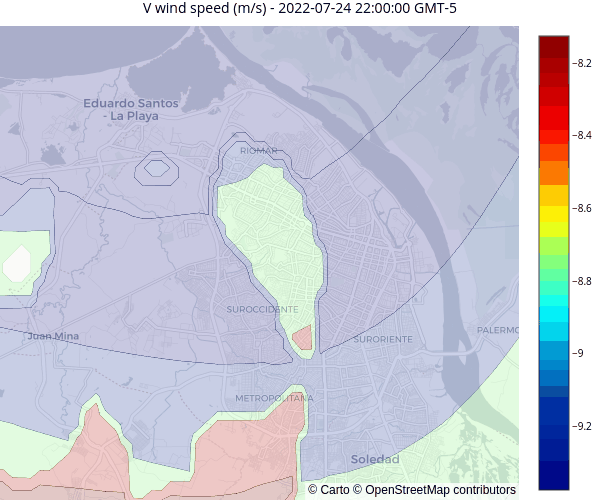 V wind speed (m/s) - 2022-07-24 22:00:00 GMT-5
−8.2
Eduardo Santos
- La Playa
−8.4
RIOMAR
−8.6
−8.8
SUROCCIDENTE
Juan Mina
SURORIENTE
PALERMO
−9
METROPOLITANA
−9.2
Soledad
© Carto © OpenStreetMap contributors